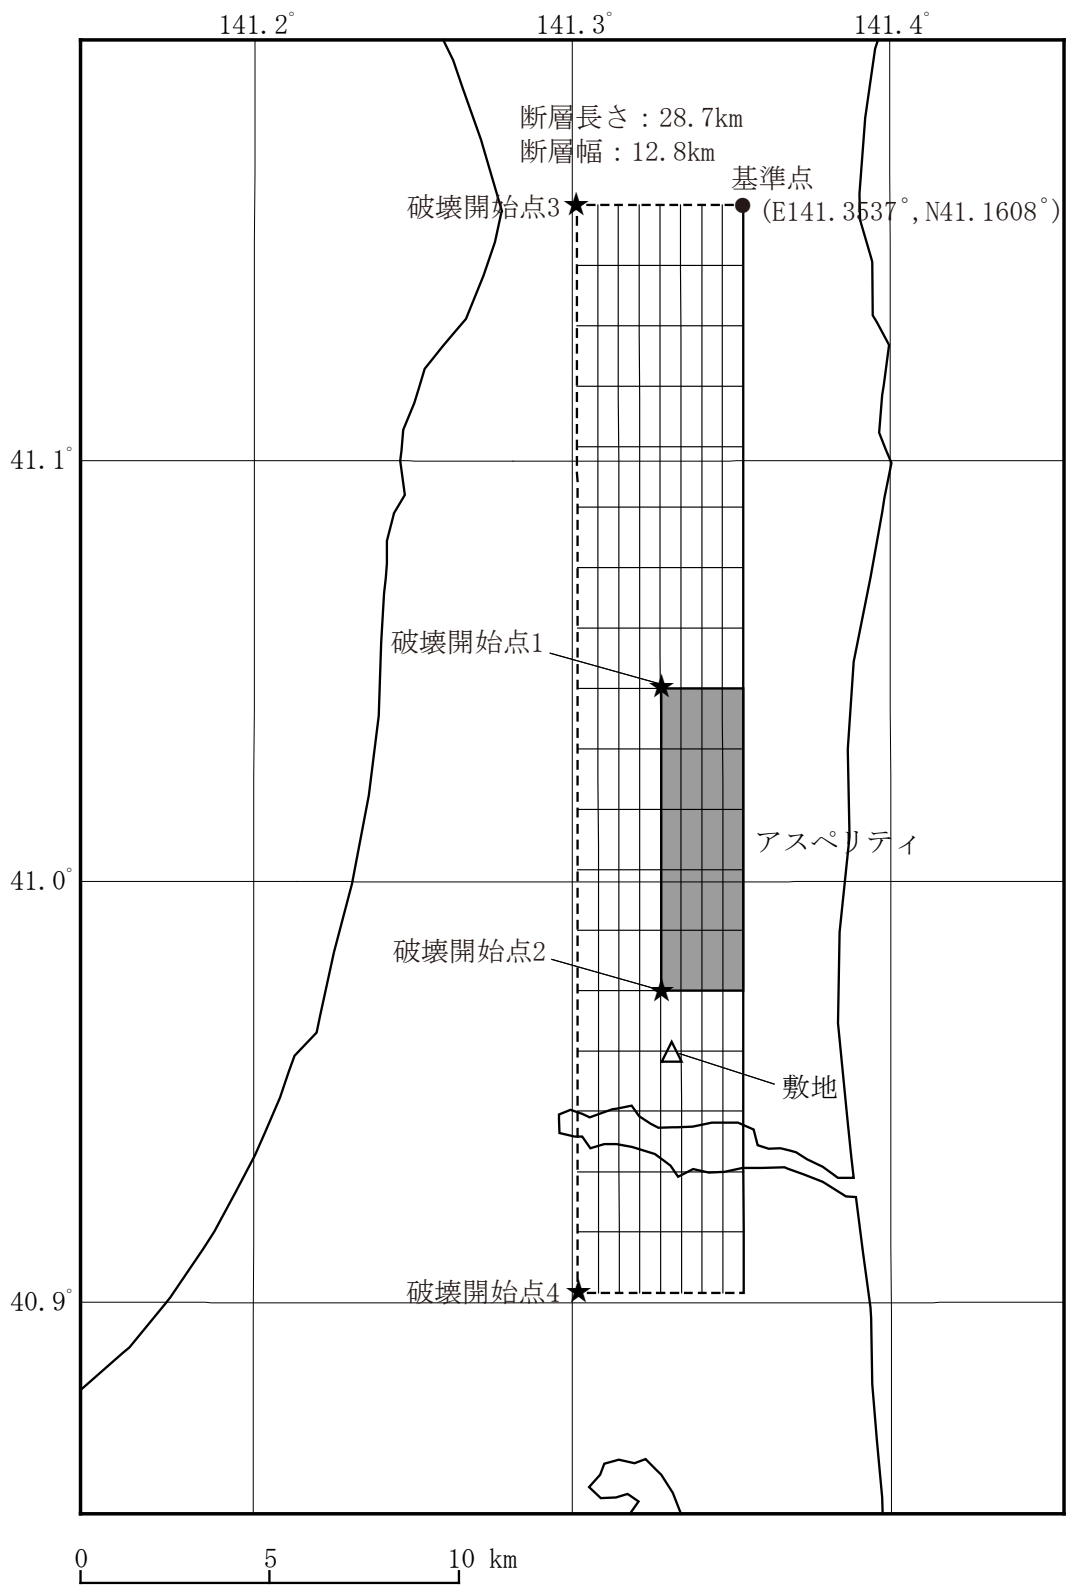 141.2°
141.3°
141.4°
断層長さ：28.7km
断層幅：12.8km
基準点
(E141.3537°,N41.1608°)
破壊開始点3
41.1°
破壊開始点1
アスペリティ
41.0°
破壊開始点2
敷地
破壊開始点4
40.9°
0 5 10 km